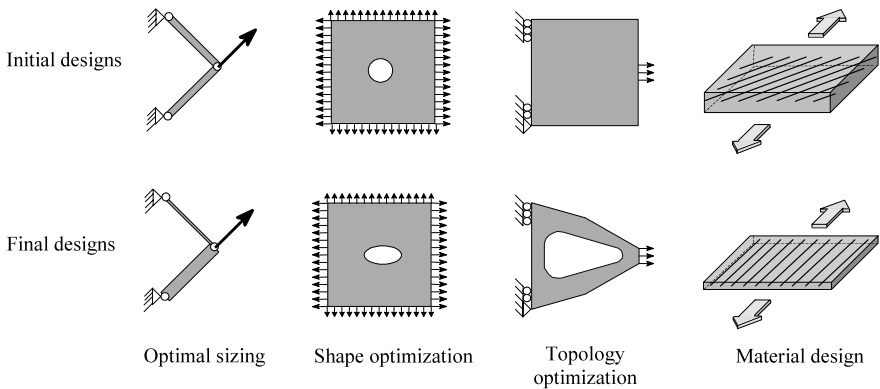 Initial designs
Final designs
Optimal sizing
Shape optimization
Topology
optimization
Material design